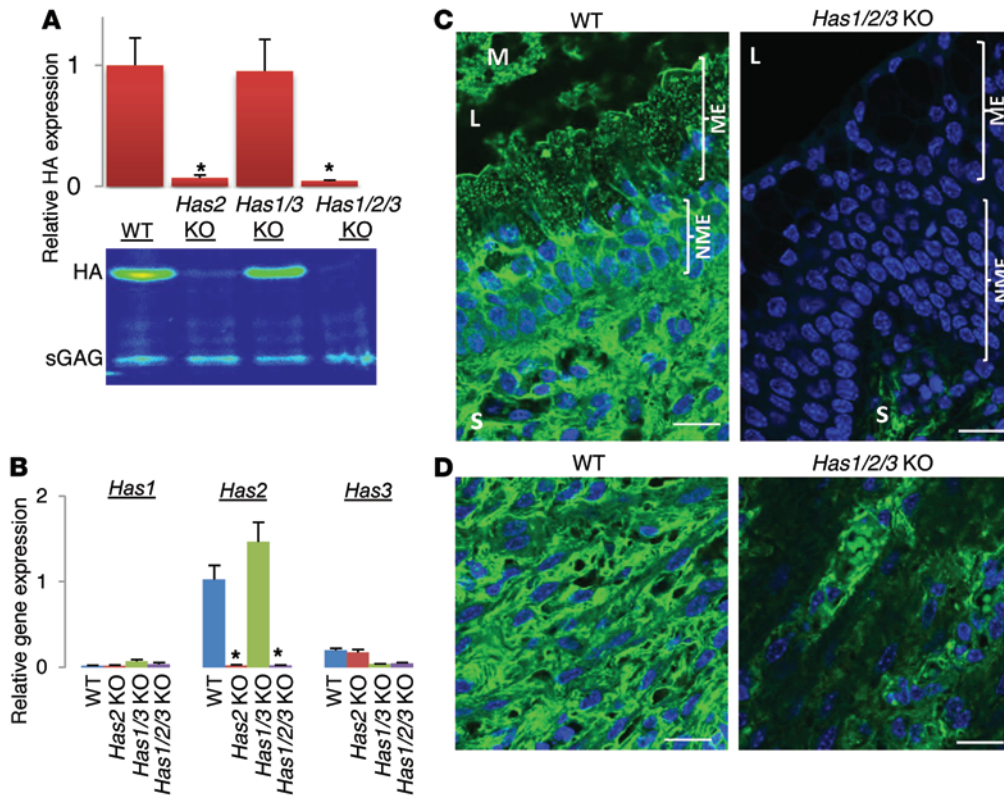 A
Relative HA expression
1
0
*
*
Has2 Has1/3 Has1/2/3
WT KO KO KO
HA
sGAG
B
Relative gene expression
2
1
0
Has1 Has2 Has3
* *
WT
Has2 KO
Has1/3 KO
Has1/2/3 KO
WT
Has2 KO
Has1/3 KO
Has1/2/3 KO
WT
Has2 KO
Has1/3 KO
Has1/2/3 KO
C
WT Has1/2/3 KO
M
L
ME
NME
S
L
ME
NME
S
D
WT Has1/2/3 KO